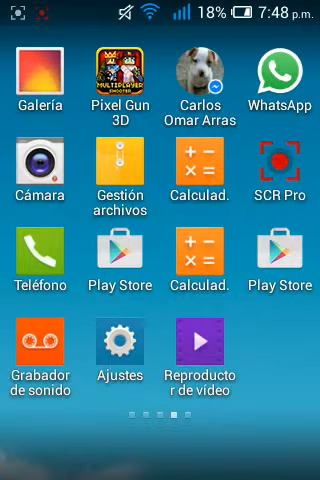 18% 7:48 p.m.
Galería
MULTIPLAYER
SHOOTER
Pixel Gun
3D
Carlos
Omar Arras
WhatsApp
Cámara
Gestión
archivos
Calculad.
SCR Pro
Teléfono
Play Store
Calculad.
Play Store
Grabador
de sonido
Ajustes
Reproducto
r de vídeo